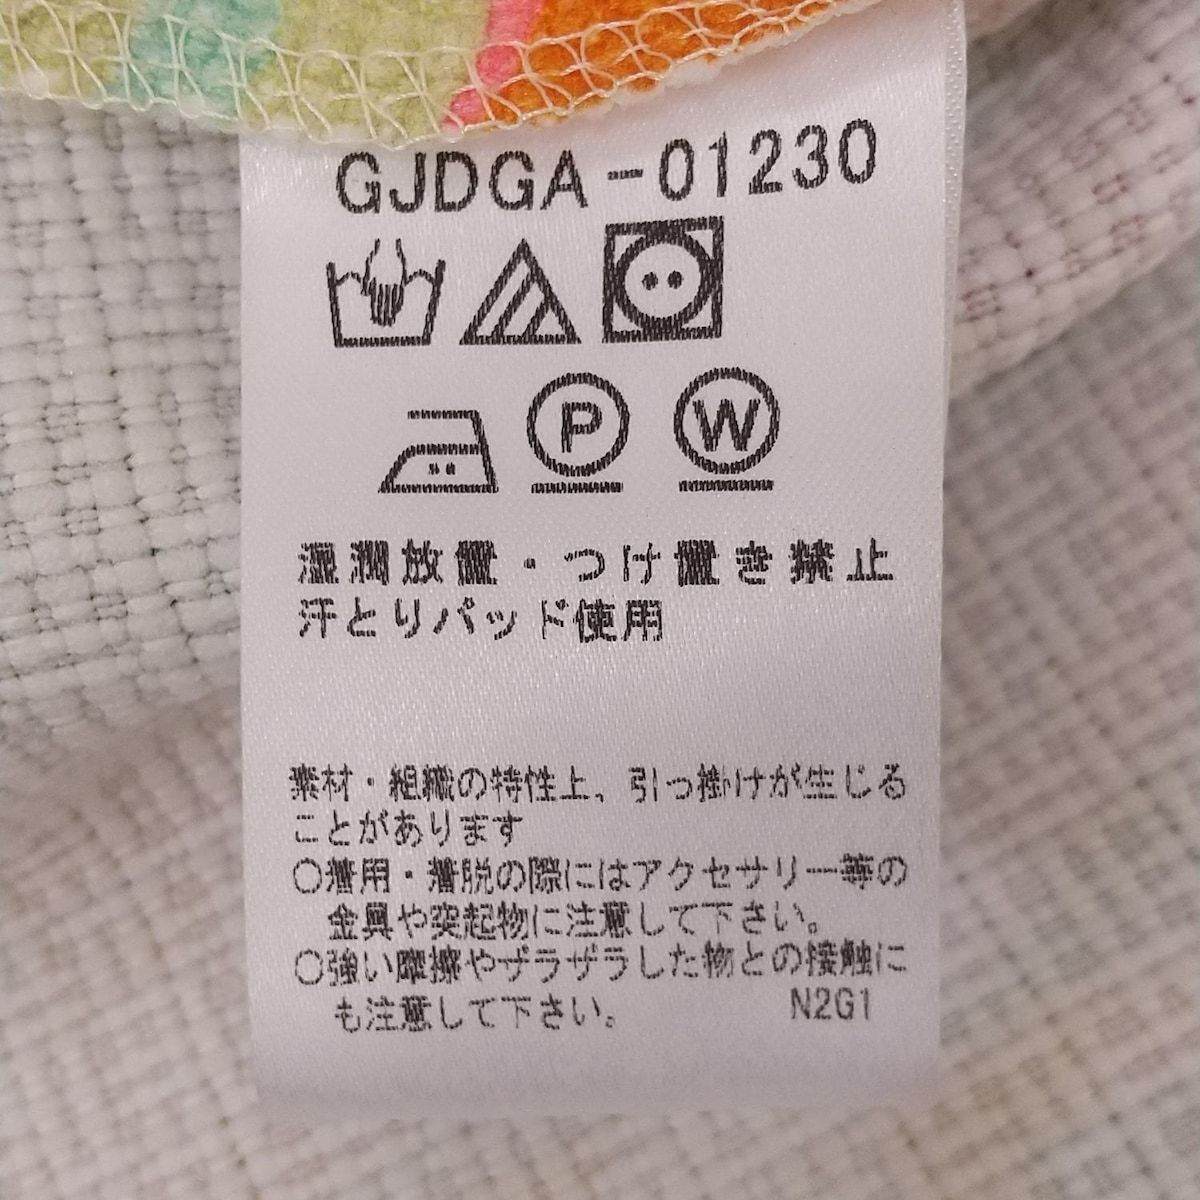 GJDGA-01230
P W
湿潤放置・つけ置き禁止
汗とりパッド使用
素材・組織の特性上、引っ掛けが生じる
ことがあります
○着用・着脱の際にはアクセサリー等の
金具や突起物に注意して下さい。
○強い摩擦やザラザラした物との接触に
も注意して下さい。 N2G1